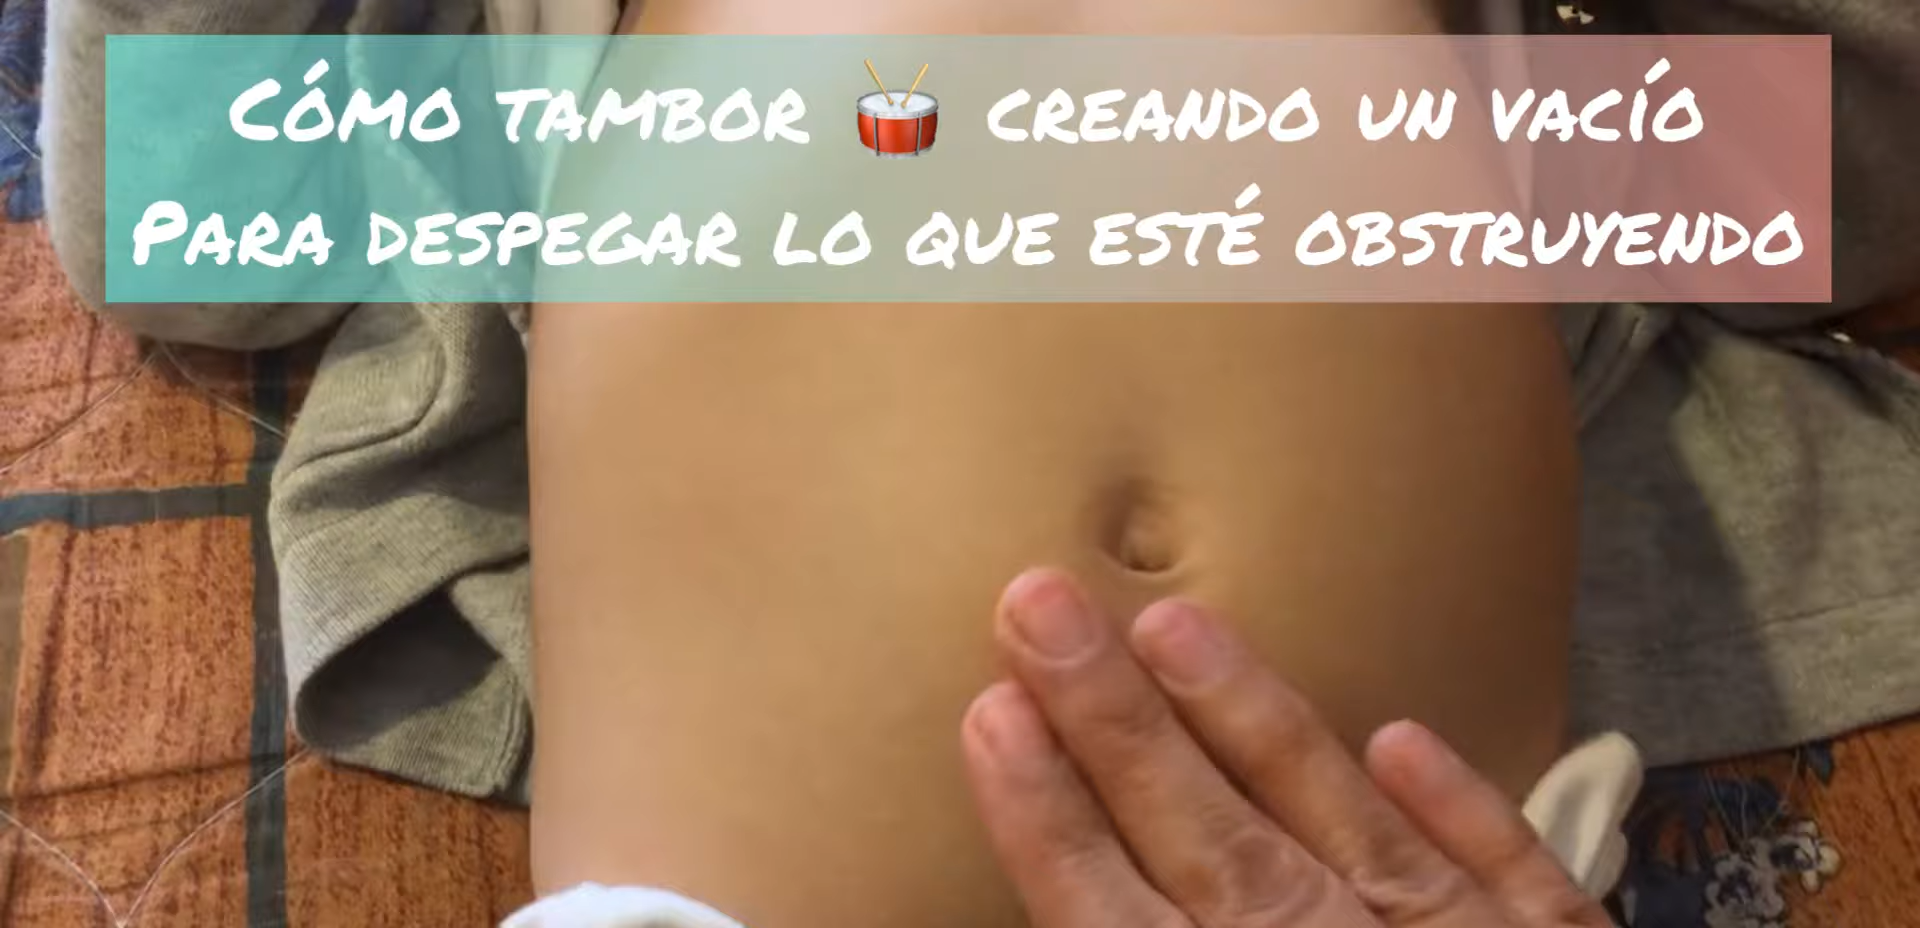 Cómo tambor 🥁 creando un vacío
Para despegar lo que esté obstruyendo